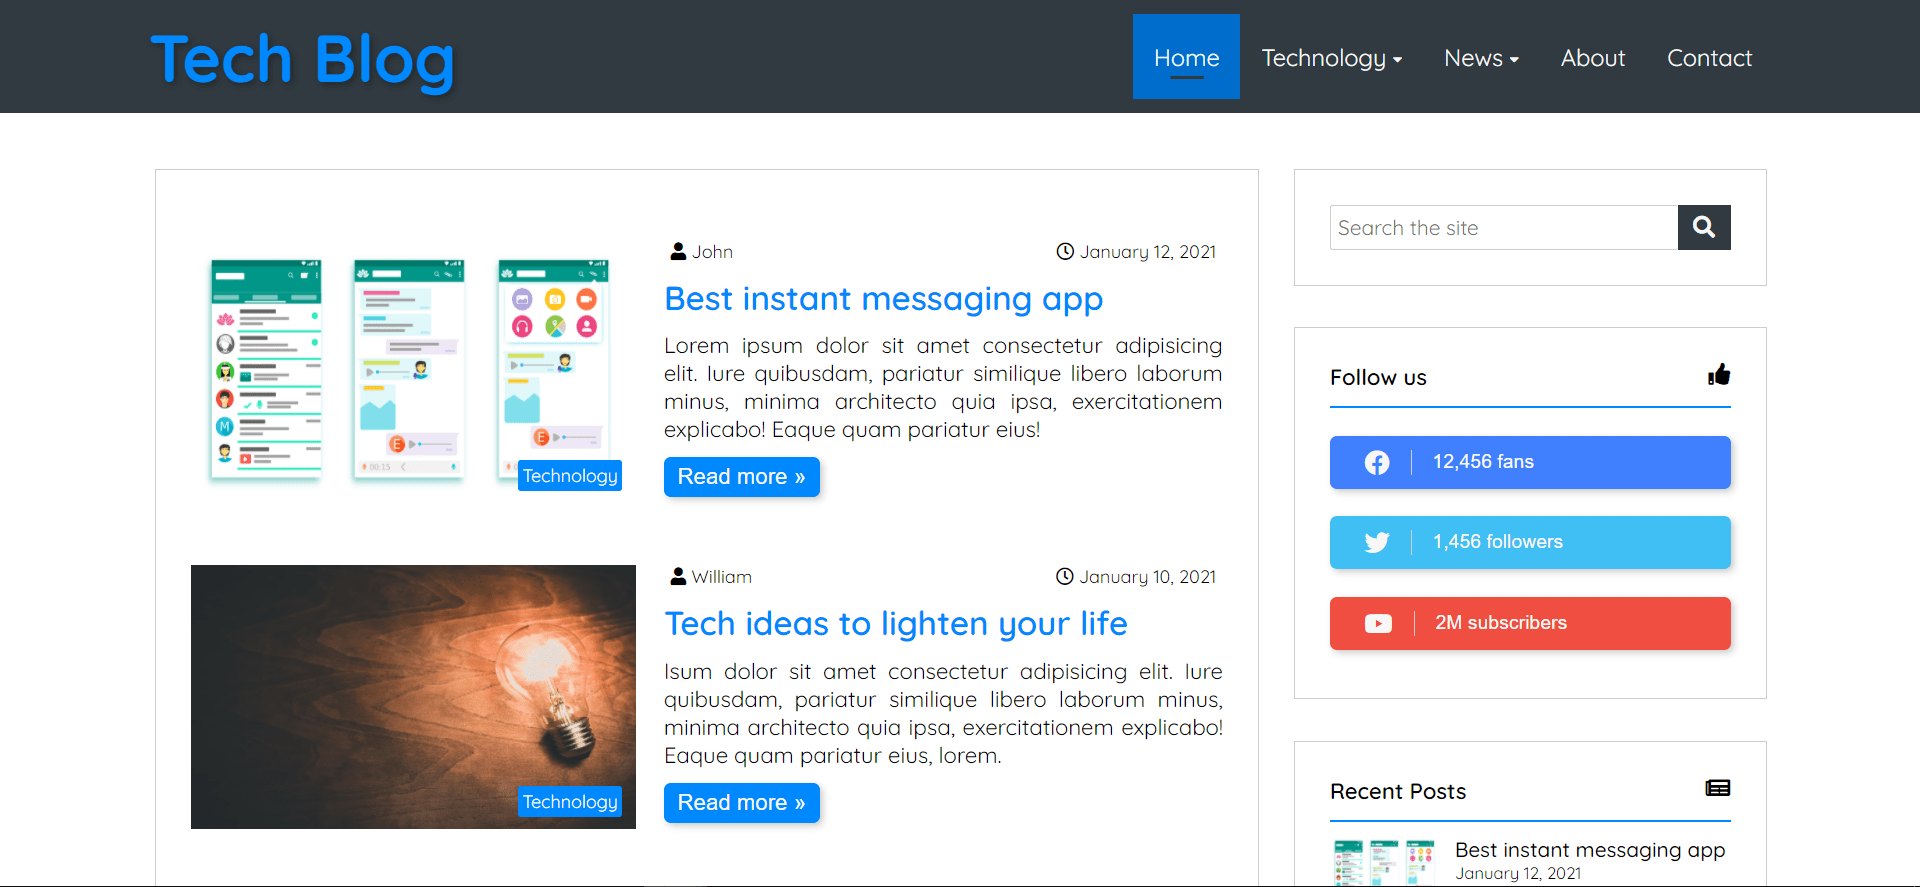 Tech Blog
Home
Technology
News
About
Contact
John
January 12, 2021
Best instant messaging app
Lorem ipsum dolor sit amet consectetur adipisicing
elit. Iure quibusdam, pariatur similique libero laborum
minus, minima architecto quia ipsa, exercitationem
explicabo! Eaque quam pariatur eius!
Read more »
00:15
M
E
E
Technology
William
January 10, 2021
Tech ideas to lighten your life
Isum dolor sit amet consectetur adipisicing elit. Iure
quibusdam, pariatur similique libero laborum minus,
minima architecto quia ipsa, exercitationem explicabo!
Eaque quam pariatur eius, lorem.
Read more »
Technology
Search the site
Follow us
12,456 fans
1,456 followers
2M subscribers
Recent Posts
Best instant messaging app
January 12, 2021